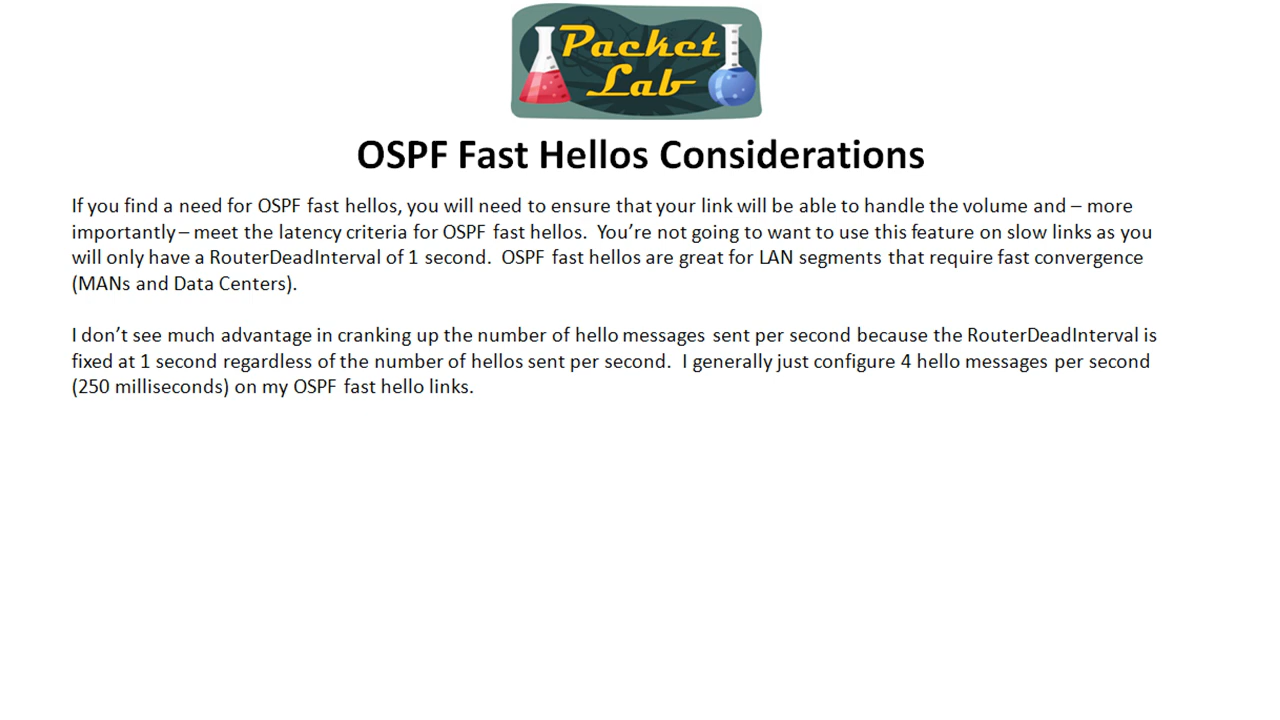 Packet
Lab
OSPF Fast Hellos Considerations
If you find a need for OSPF fast hellos, you will need to ensure that your link will be able to handle the volume and – more
importantly – meet the latency criteria for OSPF fast hellos.  You're not going to want to use this feature on slow links as you
will only have a RouterDeadInterval of 1 second.  OSPF fast hellos are great for LAN segments that require fast convergence
(MANs and Data Centers).
I don't see much advantage in cranking up the number of hello messages sent per second because the RouterDeadInterval is
fixed at 1 second regardless of the number of hellos sent per second.  I generally just configure 4 hello messages per second
(250 milliseconds) on my OSPF fast hello links.